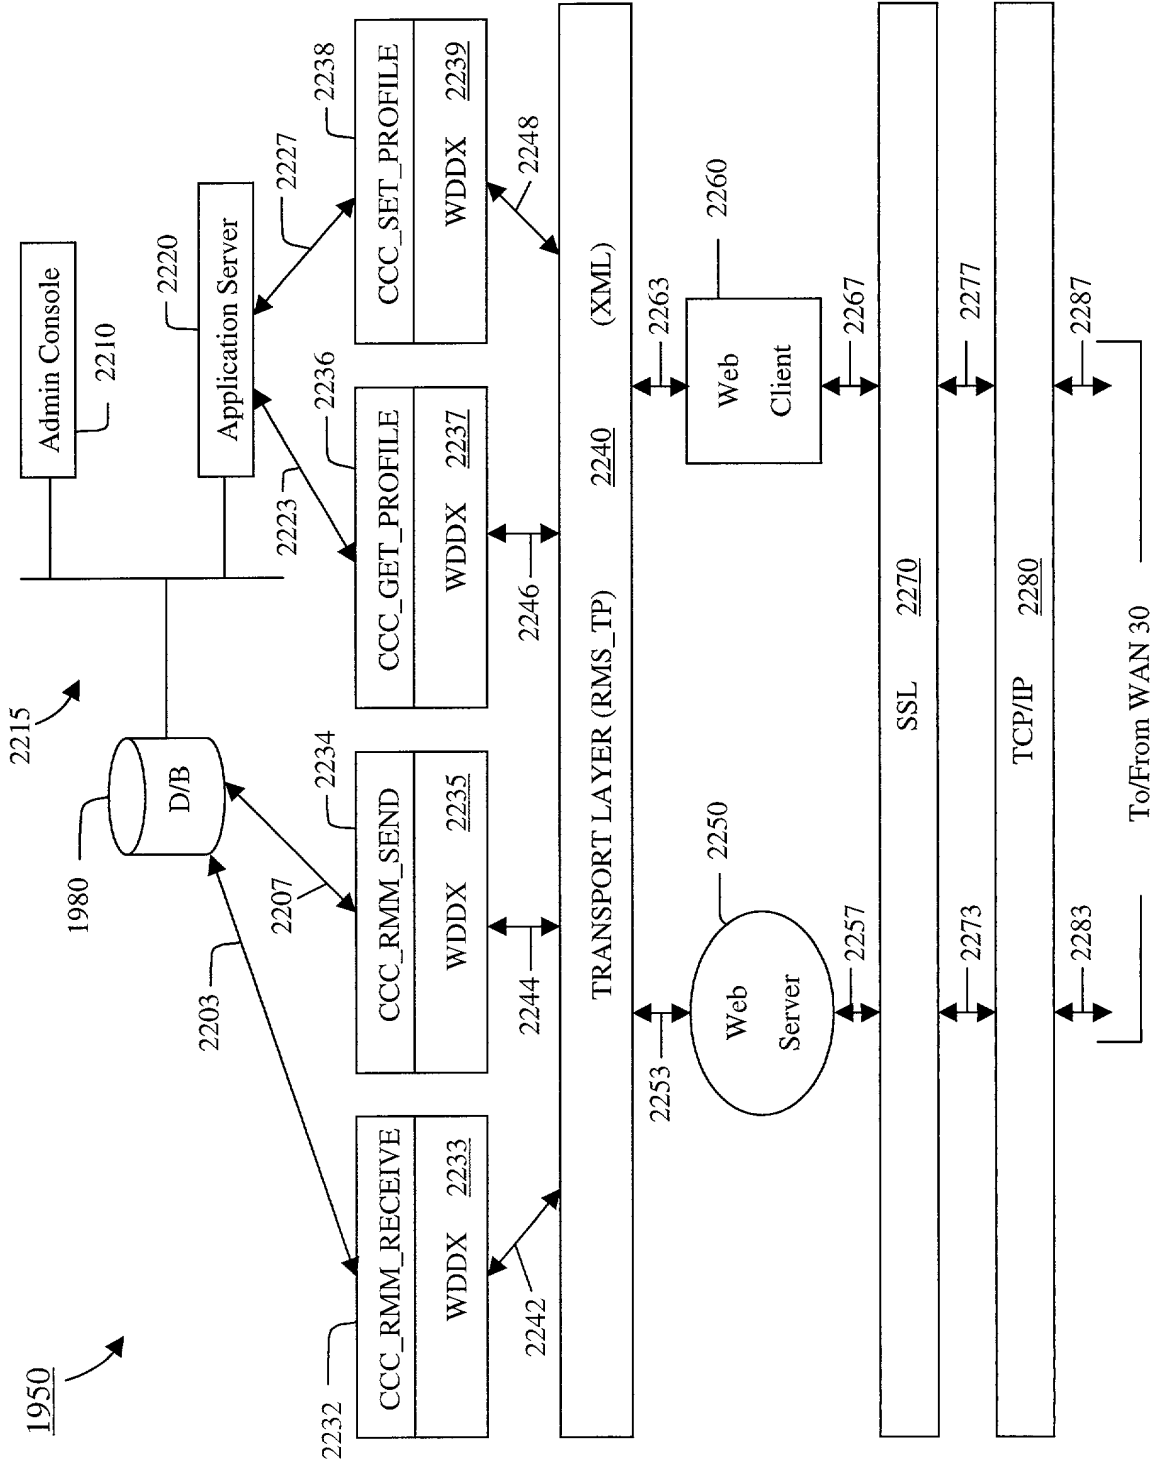 1950
2215
Admin Console
2210
1980
D/B
2220
Application Server
2203
2207
2223
2227
2232
2234
2236
2238
CCC_RMM_RECEIVE
WDDX 2233
CCC_RMM_SEND
WDDX 2235
CCC_GET_PROFILE
WDDX 2237
CCC_SET_PROFILE
WDDX 2239
2242
2244
2246
2248
TRANSPORT LAYER (RMS_TP) 2240 (XML)
2253
2263
Web
Server
2250
Web
Client
2260
2257
2267
SSL 2270
2273
2277
TCP/IP 2280
2283
2287
To/From WAN 30